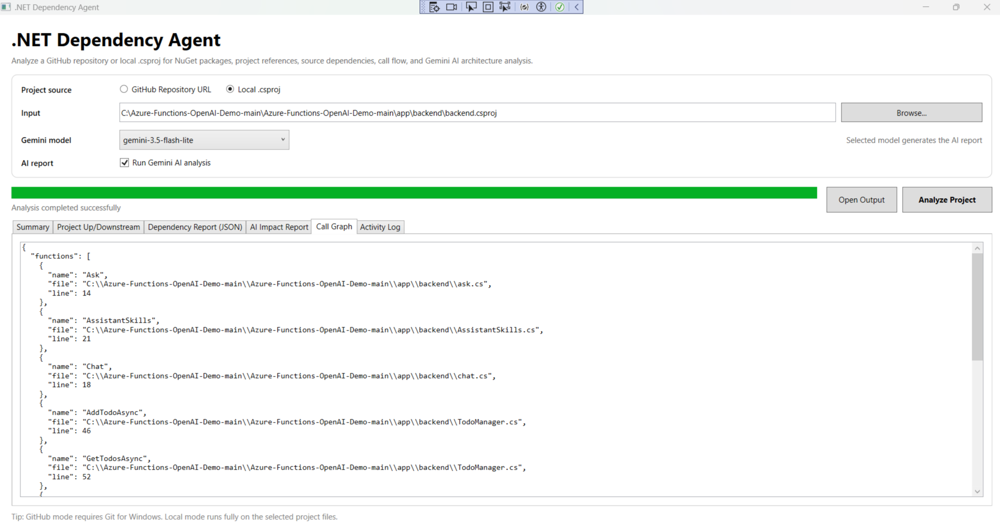 .NET Dependency Agent
.NET Dependency Agent
Analyze a GitHub repository or local .csproj for NuGet packages, project references, source dependencies, call flow, and Gemini AI architecture analysis.
Project source
GitHub Repository URL
Local .csproj
Input
C:\Azure-Functions-OpenAI-Demo-main\Azure-Functions-OpenAI-Demo-main\app\backend\backend.csproj
Browse...
Gemini model
gemini-3.5-flash-lite
Selected model generates the AI report
AI report
Run Gemini AI analysis
Open Output
Analyze Project
Analysis completed successfully
Summary
Project Up/Downstream
Dependency Report (JSON)
AI Impact Report
Call Graph
Activity Log
{
"functions": [
{
"name": "Ask",
"file": "C:\\Azure-Functions-OpenAI-Demo-main\\Azure-Functions-OpenAI-Demo-main\\app\\backend\\ask.cs",
"line": 14
},
{
"name": "AssistantSkills",
"file": "C:\\Azure-Functions-OpenAI-Demo-main\\Azure-Functions-OpenAI-Demo-main\\app\\backend\\AssistantSkills.cs",
"line": 21
},
{
"name": "Chat",
"file": "C:\\Azure-Functions-OpenAI-Demo-main\\Azure-Functions-OpenAI-Demo-main\\app\\backend\\chat.cs",
"line": 18
},
{
"name": "AddTodoAsync",
"file": "C:\\Azure-Functions-OpenAI-Demo-main\\Azure-Functions-OpenAI-Demo-main\\app\\backend\\TodoManager.cs",
"line": 46
},
{
"name": "GetTodosAsync",
"file": "C:\\Azure-Functions-OpenAI-Demo-main\\Azure-Functions-OpenAI-Demo-main\\app\\backend\\TodoManager.cs",
"line": 52
},
{
Tip: GitHub mode requires Git for Windows. Local mode runs fully on the selected project files.